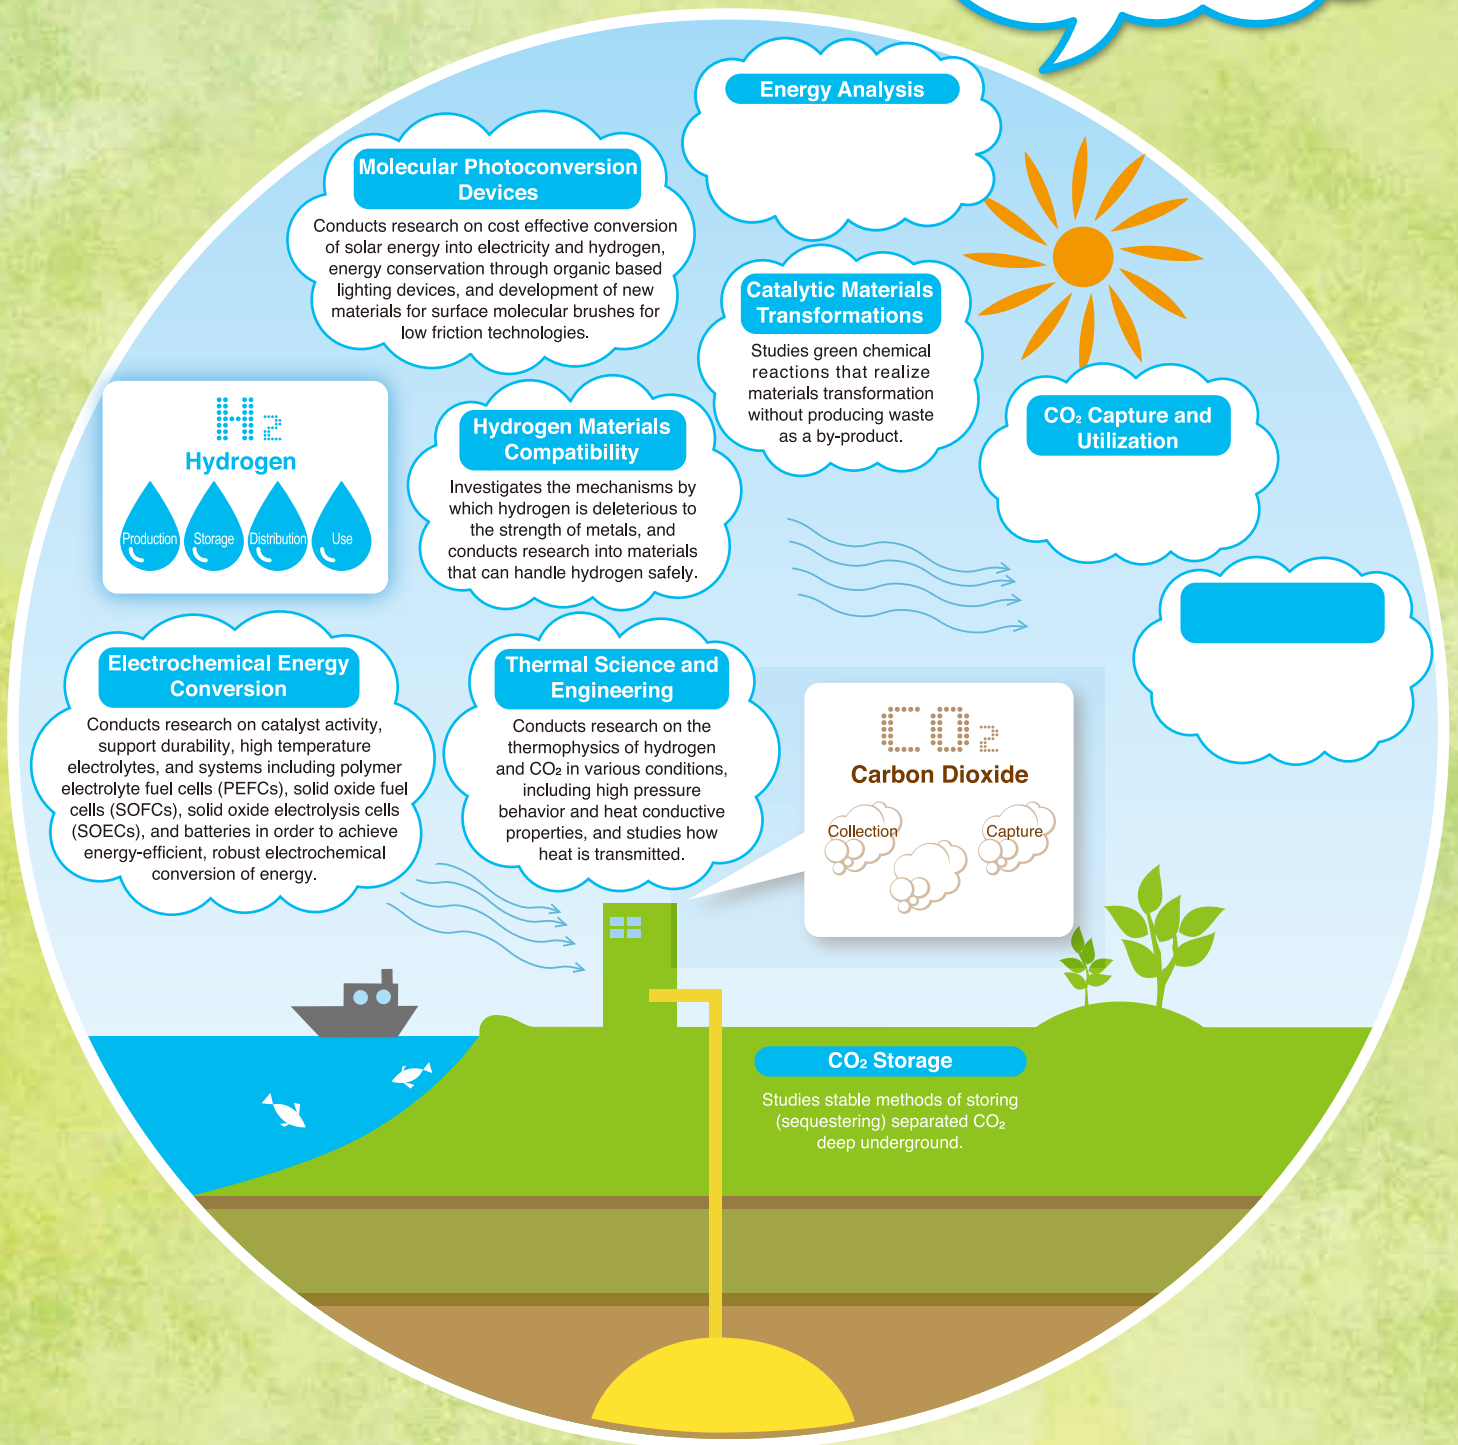 Energy Analysis
Molecular Photoconversion
Devices
Conducts research on cost effective conversion
of solar energy into electricity and hydrogen,
energy conservation through organic based
lighting devices, and development of new
materials for surface molecular brushes for
low friction technologies.
Catalytic Materials
Transformations
Studies green chemical
reactions that realize
materials transformation
without producing waste
as a by-product.
H2
Hydrogen
Production
Storage
Distribution
Use
Hydrogen Materials
Compatibility
Investigates the mechanisms by
which hydrogen is deleterious to
the strength of metals, and
conducts research into materials
that can handle hydrogen safely.
CO₂ Capture and
Utilization
Electrochemical Energy
Conversion
Conducts research on catalyst activity,
support durability, high temperature
electrolytes, and systems including polymer
electrolyte fuel cells (PEFCs), solid oxide fuel
cells (SOFCs), solid oxide electrolysis cells
(SOECs), and batteries in order to achieve
energy-efficient, robust electrochemical
conversion of energy.
Thermal Science and
Engineering
Conducts research on the
thermophysics of hydrogen
and CO₂ in various conditions,
including high pressure
behavior and heat conductive
properties, and studies how
heat is transmitted.
CO2
Carbon Dioxide
Collection
Capture
CO₂ Storage
Studies stable methods of storing
(sequestering) separated CO₂
deep underground.